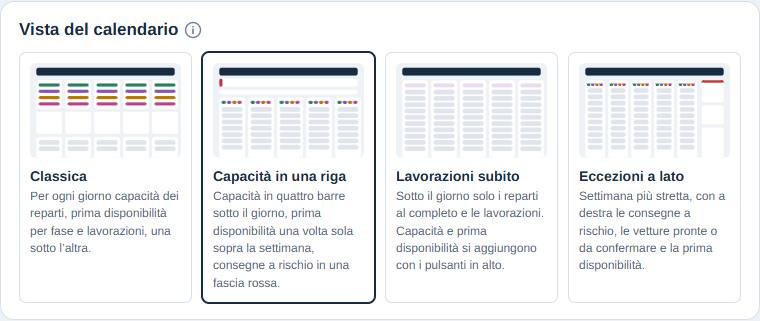 Vista del calendario
Classica
Per ogni giorno capacità dei
reparti, prima disponibilità
per fase e lavorazioni, una
sotto l'altra.
Capacità in una riga
Capacità in quattro barre
sotto il giorno, prima
disponibilità una volta sola
sopra la settimana,
consegne a rischio in una
fascia rossa.
Lavorazioni subito
Sotto il giorno solo i reparti
al completo e le lavorazioni.
Capacità e prima
disponibilità si aggiungono
con i pulsanti in alto.
Eccezioni a lato
Settimana più stretta, con a
destra le consegne a
rischio, le vetture pronte o
da confermare e la prima
disponibilità.